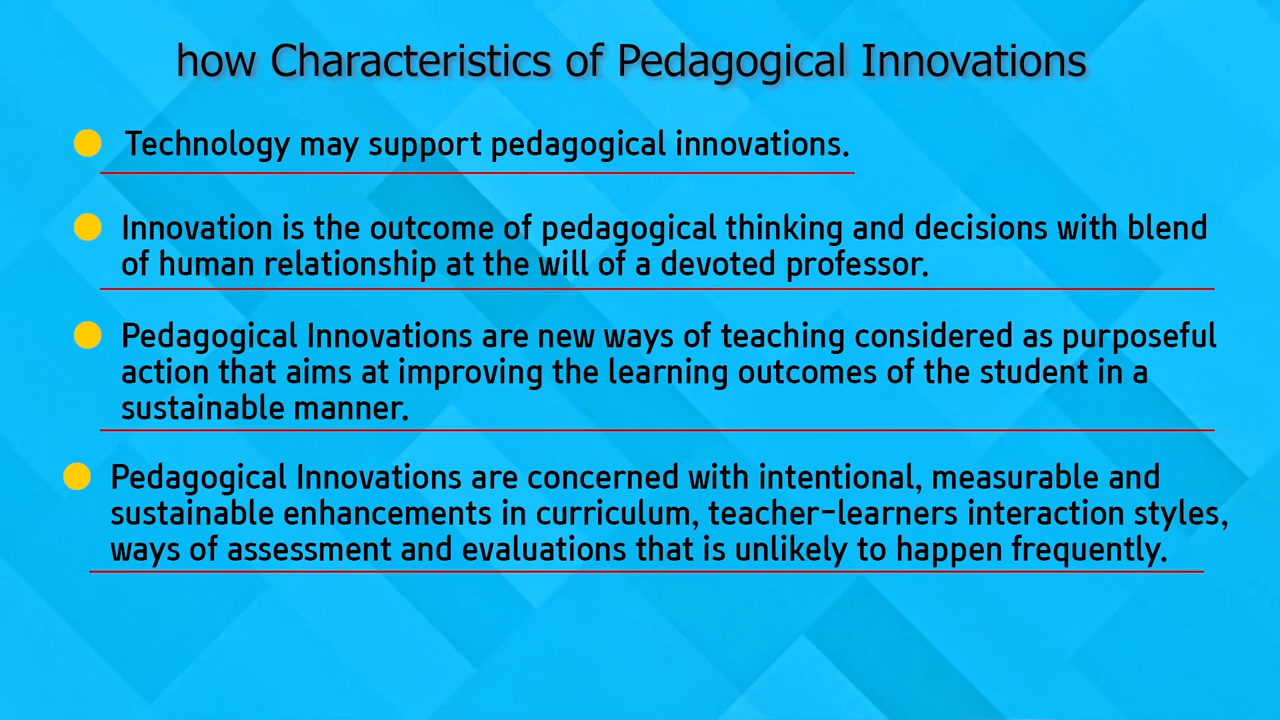 how Characteristics of Pedagogical Innovations
Technology may support pedagogical innovations.
Innovation is the outcome of pedagogical thinking and decisions with blend
of human relationship at the will of a devoted professor.
Pedagogical Innovations are new ways of teaching considered as purposeful
action that aims at improving the learning outcomes of the student in a
sustainable manner.
Pedagogical Innovations are concerned with intentional, measurable and
sustainable enhancements in curriculum, teacher-learners interaction styles,
ways of assessment and evaluations that is unlikely to happen frequently.